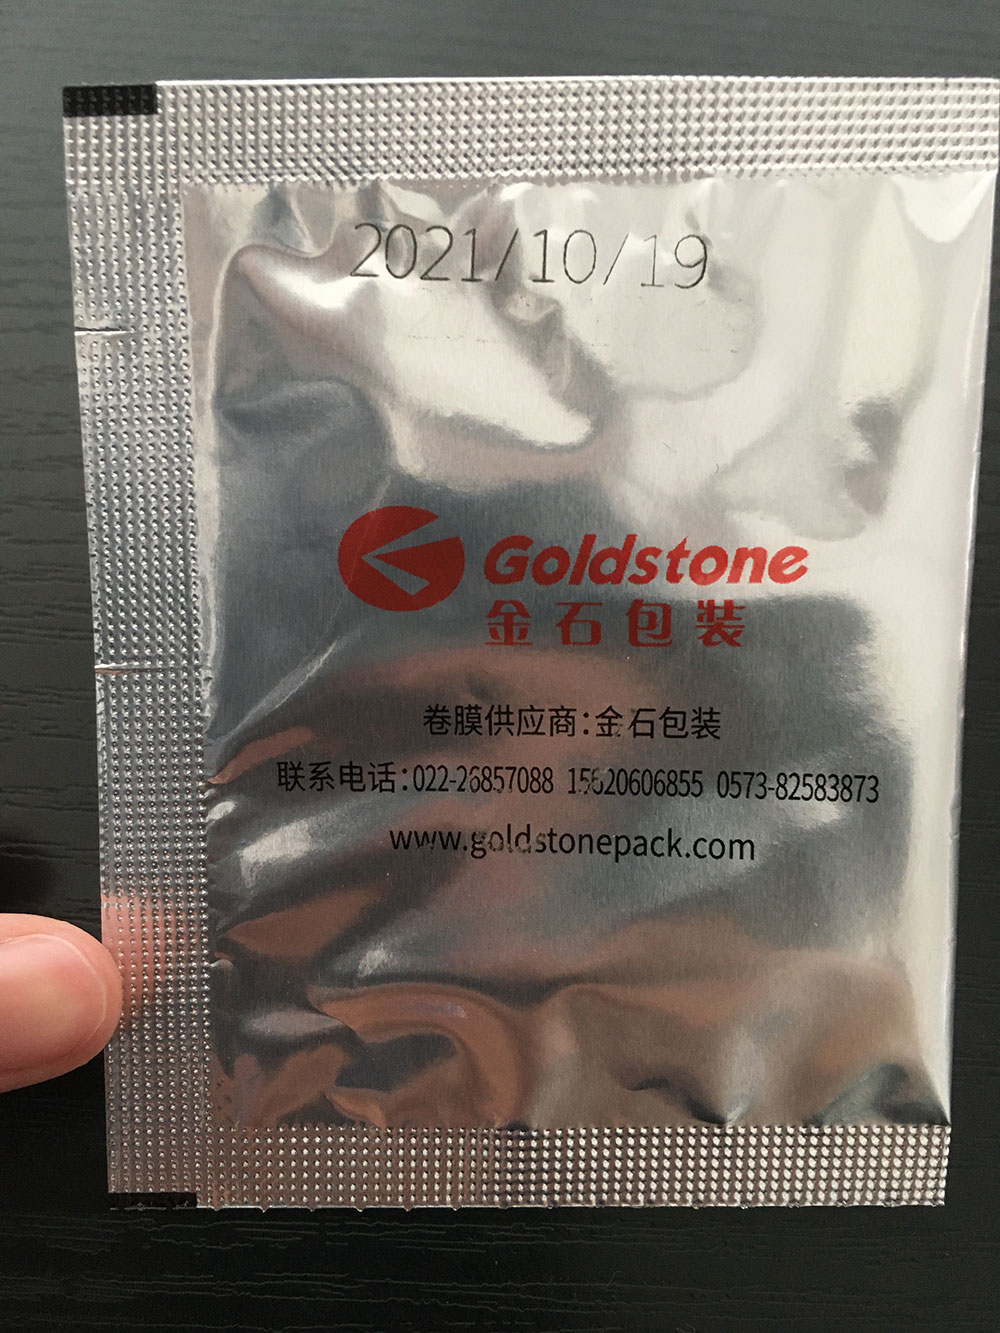 2021/10/19
Goldstone
金石包装
卷膜供应商:金石包装
联系电话:022-26857088 15620606855 0573-82583873
www.goldstonepack.com